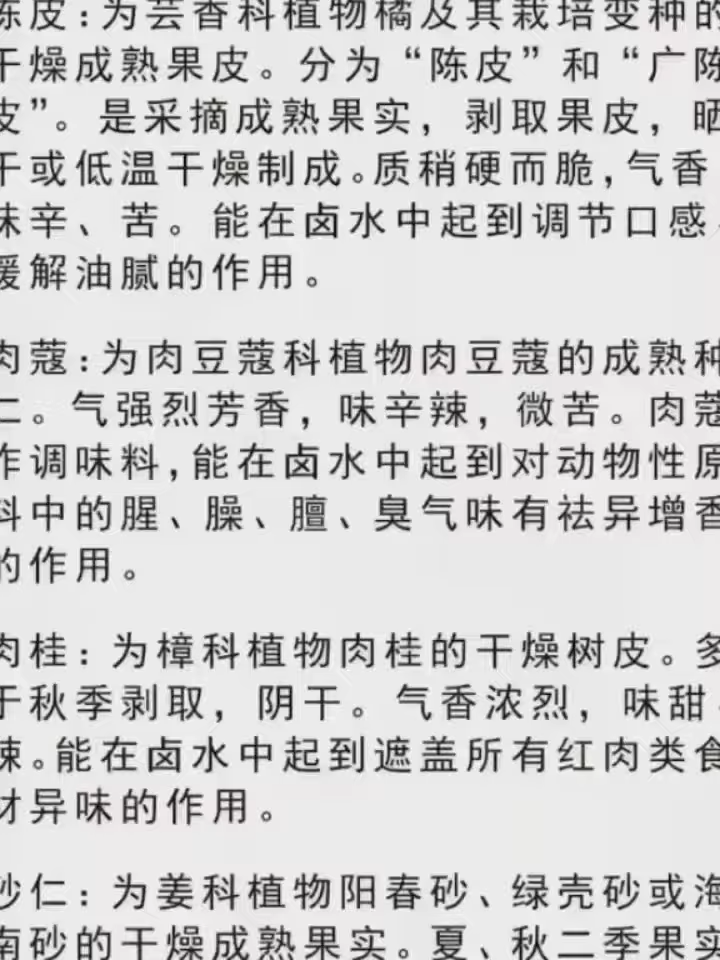 陈皮:为芸香科植物橘及其栽培变种的
干燥成熟果皮。分为“陈皮”和“广陈
皮”。是采摘成熟果实，剥取果皮，晒
干或低温干燥制成。质稍硬而脆,气香
味辛、苦。能在卤水中起到调节口感、
缓解油腻的作用。
肉蔻:为肉豆蔻科植物肉豆蔻的成熟种
仁。气强烈芳香，味辛辣，微苦。肉蔻
作调味料,能在卤水中起到对动物性原
料中的腥、臊、膻、臭气味有祛异增香
的作用。
肉桂：为樟科植物肉桂的干燥树皮。多
于秋季剥取，阴干。气香浓烈，味甜、
辣。能在卤水中起到遮盖所有红肉类食
材异味的作用。
砂仁：为姜科植物阳春砂、绿壳砂或海
南砂的干燥成熟果实。夏、秋二季果实